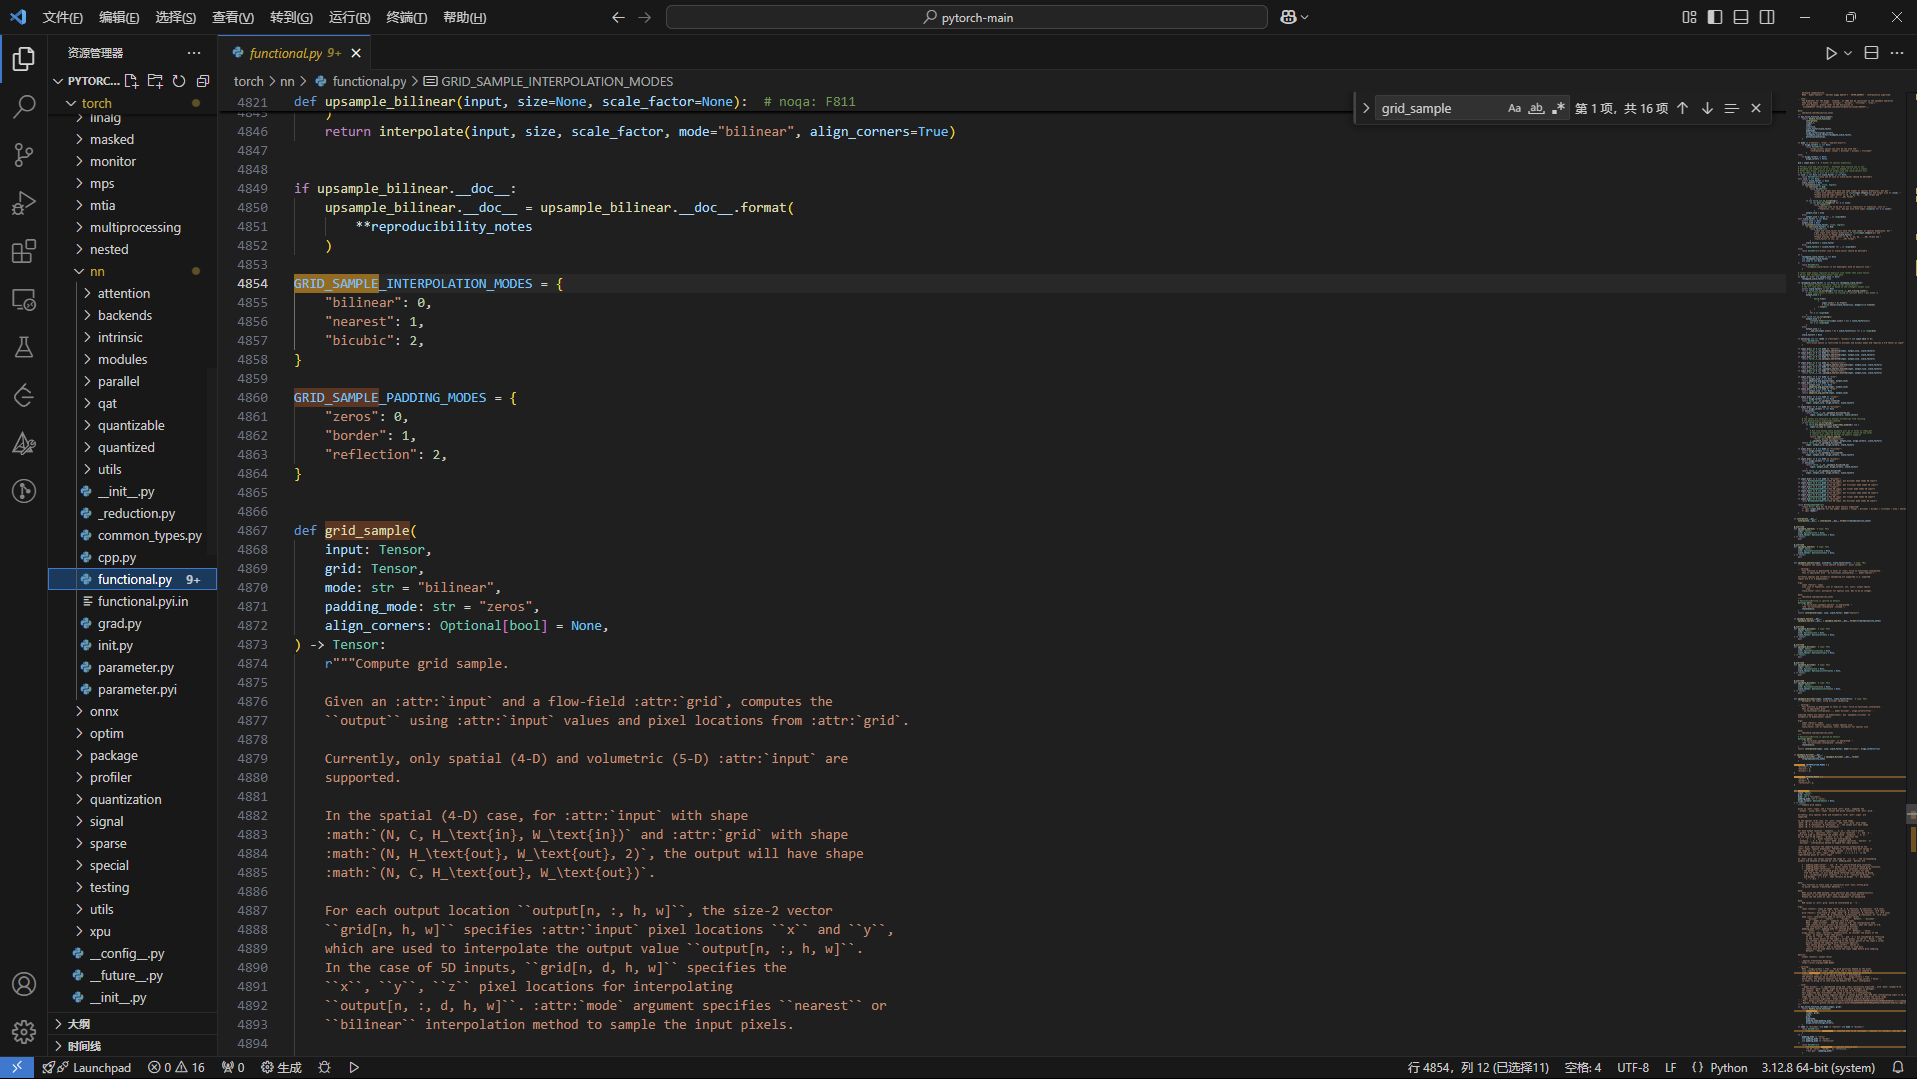 文件(F) 编辑(E) 选择(S) 查看(V) 转到(G) 运行(R) 终端(T) 帮助(H)
pytorch-main
资源管理器
PYTORC...
torch
linalg
masked
monitor
mps
mtia
multiprocessing
nested
nn
attention
backends
intrinsic
modules
parallel
qat
quantizable
quantized
utils
__init__.py
_reduction.py
common_types.py
cpp.py
functional.py 9+
functional.pyi.in
grad.py
init.py
parameter.py
parameter.pyi
onnx
optim
package
profiler
quantization
signal
sparse
special
testing
utils
xpu
__config__.py
__future__.py
__init__.py
大纲
时间线
functional.py 9+
torch > nn > functional.py > GRID_SAMPLE_INTERPOLATION_MODES
grid_sample Aa ab .* 第 1 项, 共 16 项
4821 def upsample_bilinear(input, size=None, scale_factor=None):  # noqa: F811
4845 )
4846 return interpolate(input, size, scale_factor, mode="bilinear", align_corners=True)
4847
4848
4849 if upsample_bilinear.__doc__:
4850 upsample_bilinear.__doc__ = upsample_bilinear.__doc__.format(
4851 **reproducibility_notes
4852 )
4853
4854 GRID_SAMPLE_INTERPOLATION_MODES = {
4855 "bilinear": 0,
4856 "nearest": 1,
4857 "bicubic": 2,
4858 }
4859
4860 GRID_SAMPLE_PADDING_MODES = {
4861 "zeros": 0,
4862 "border": 1,
4863 "reflection": 2,
4864 }
4865
4866
4867 def grid_sample(
4868 input: Tensor,
4869 grid: Tensor,
4870 mode: str = "bilinear",
4871 padding_mode: str = "zeros",
4872 align_corners: Optional[bool] = None,
4873 ) -> Tensor:
4874 r"""Compute grid sample.
4875
4876 Given an :attr:`input` and a flow-field :attr:`grid`, computes the
4877 ``output`` using :attr:`input` values and pixel locations from :attr:`grid`.
4878
4879 Currently, only spatial (4-D) and volumetric (5-D) :attr:`input` are
4880 supported.
4881
4882 In the spatial (4-D) case, for :attr:`input` with shape
4883 :math:`(N, C, H_\text{in}, W_\text{in})` and :attr:`grid` with shape
4884 :math:`(N, H_\text{out}, W_\text{out}, 2)`, the output will have shape
4885 :math:`(N, C, H_\text{out}, W_\text{out})`.
4886
4887 For each output location ``output[n, :, h, w]``, the size-2 vector
4888 ``grid[n, h, w]`` specifies :attr:`input` pixel locations ``x`` and ``y``,
4889 which are used to interpolate the output value ``output[n, :, h, w]``.
4890 In the case of 5D inputs, ``grid[n, d, h, w]`` specifies the
4891 ``x``, ``y``, ``z`` pixel locations for interpolating
4892 ``output[n, :, d, h, w]``. :attr:`mode` argument specifies ``nearest`` or
4893 ``bilinear`` interpolation method to sample the input pixels.
4894
Launchpad 0 16 0 生成 行 4854, 列 12 (已选择11) 空格: 4 UTF-8 LF {} Python 3.12.8 64-bit (system)